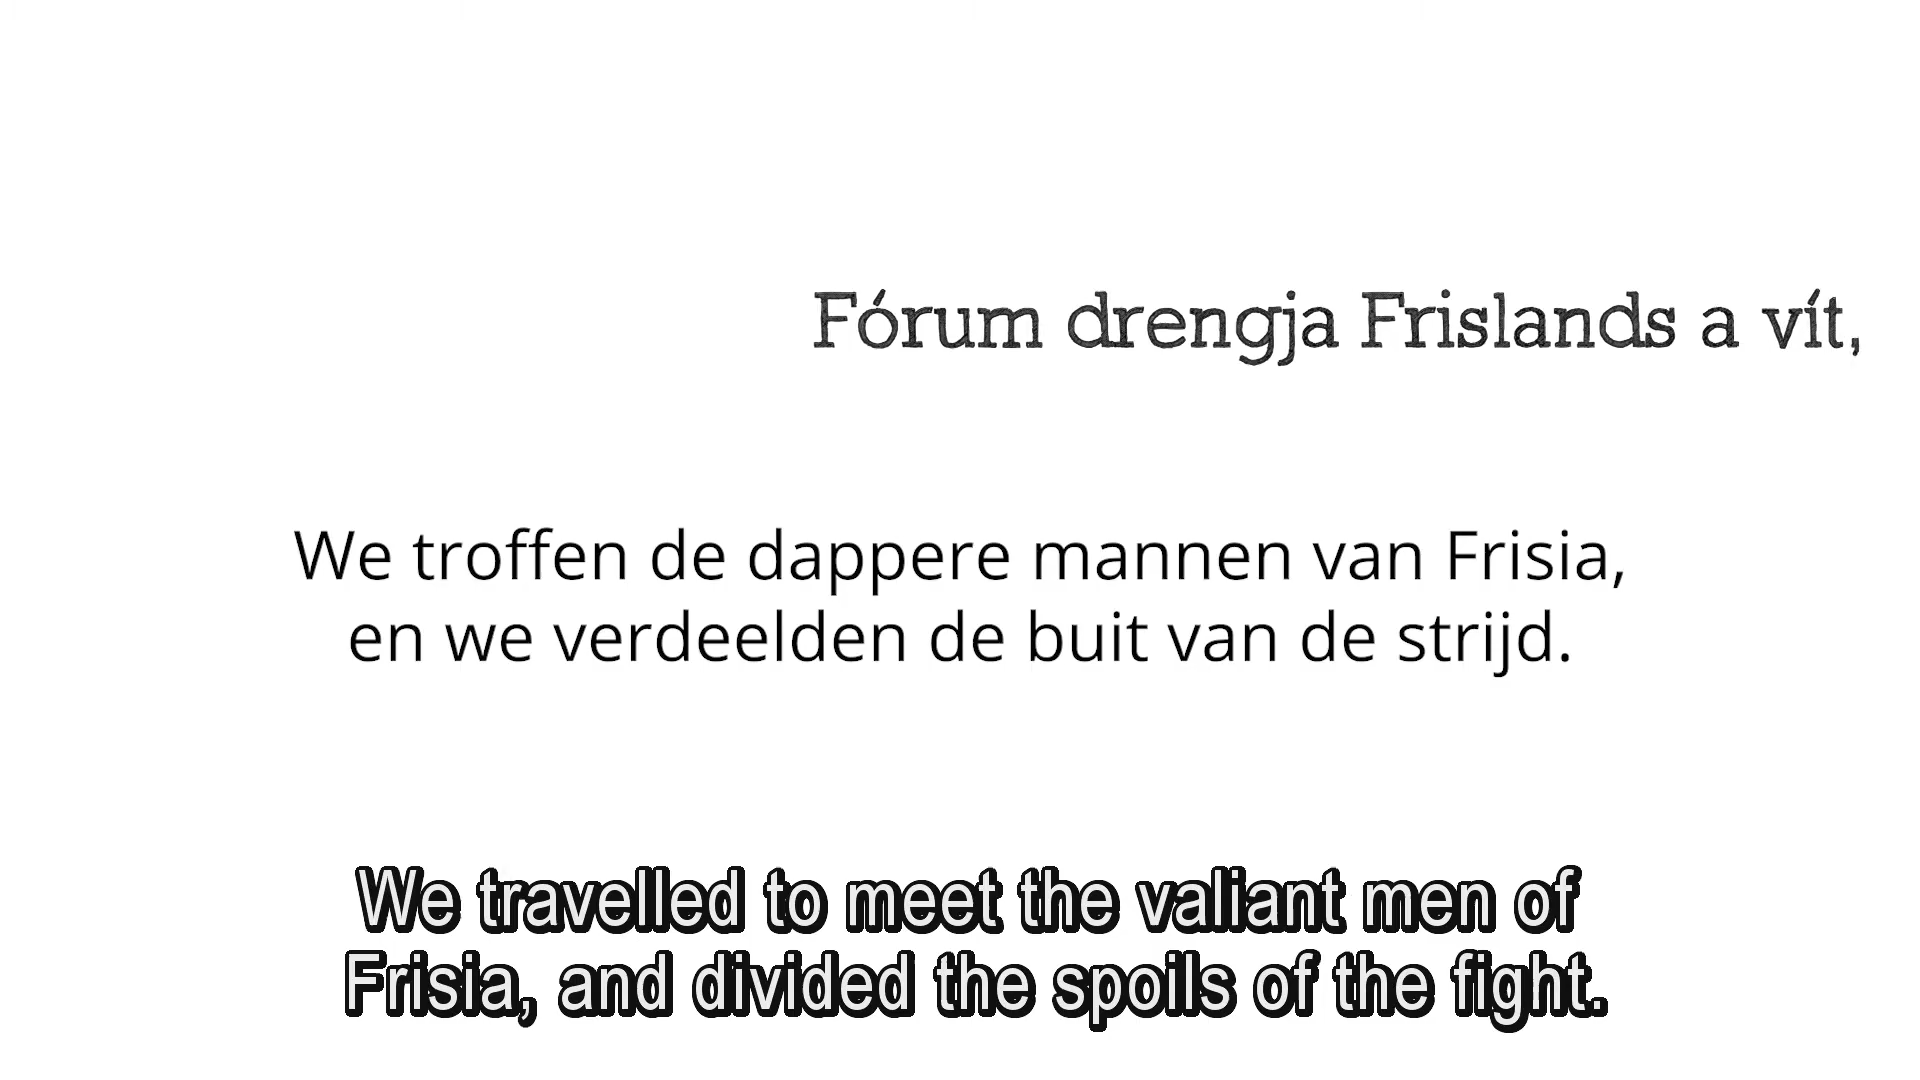 Fórum drengja Frislands a vít,
We troffen de dappere mannen van Frisia,
en we verdeelden de buit van de strijd.
We travelled to meet the valiant men of
Frisia, and divided the spoils of the fight.